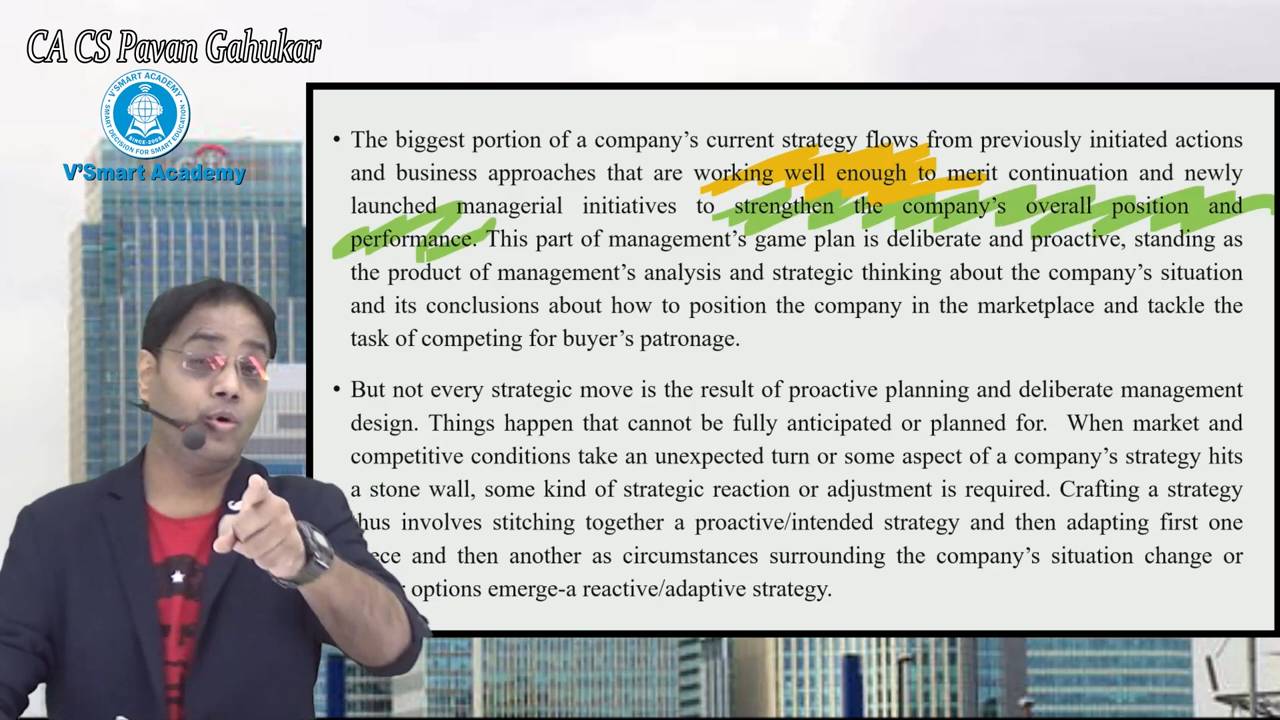 CA CS Pavan Gahukar
V'SMART ACADEMY
SMART DECISION FOR SMART EDUCATION
V'Smart Academy
• The biggest portion of a company's current strategy flows from previously initiated actions
and business approaches that are working well enough to merit continuation and newly
launched managerial initiatives to strengthen the company's overall position and
performance. This part of management's game plan is deliberate and proactive, standing as
the product of management's analysis and strategic thinking about the company's situation
and its conclusions about how to position the company in the marketplace and tackle the
task of competing for buyer's patronage.
• But not every strategic move is the result of proactive planning and deliberate management
design. Things happen that cannot be fully anticipated or planned for. When market and
competitive conditions take an unexpected turn or some aspect of a company's strategy hits
a stone wall, some kind of strategic reaction or adjustment is required. Crafting a strategy
involves stitching together a proactive/intended strategy and then adapting first one
and then another as circumstances surrounding the company's situation change or
options emerge-a reactive/adaptive strategy.